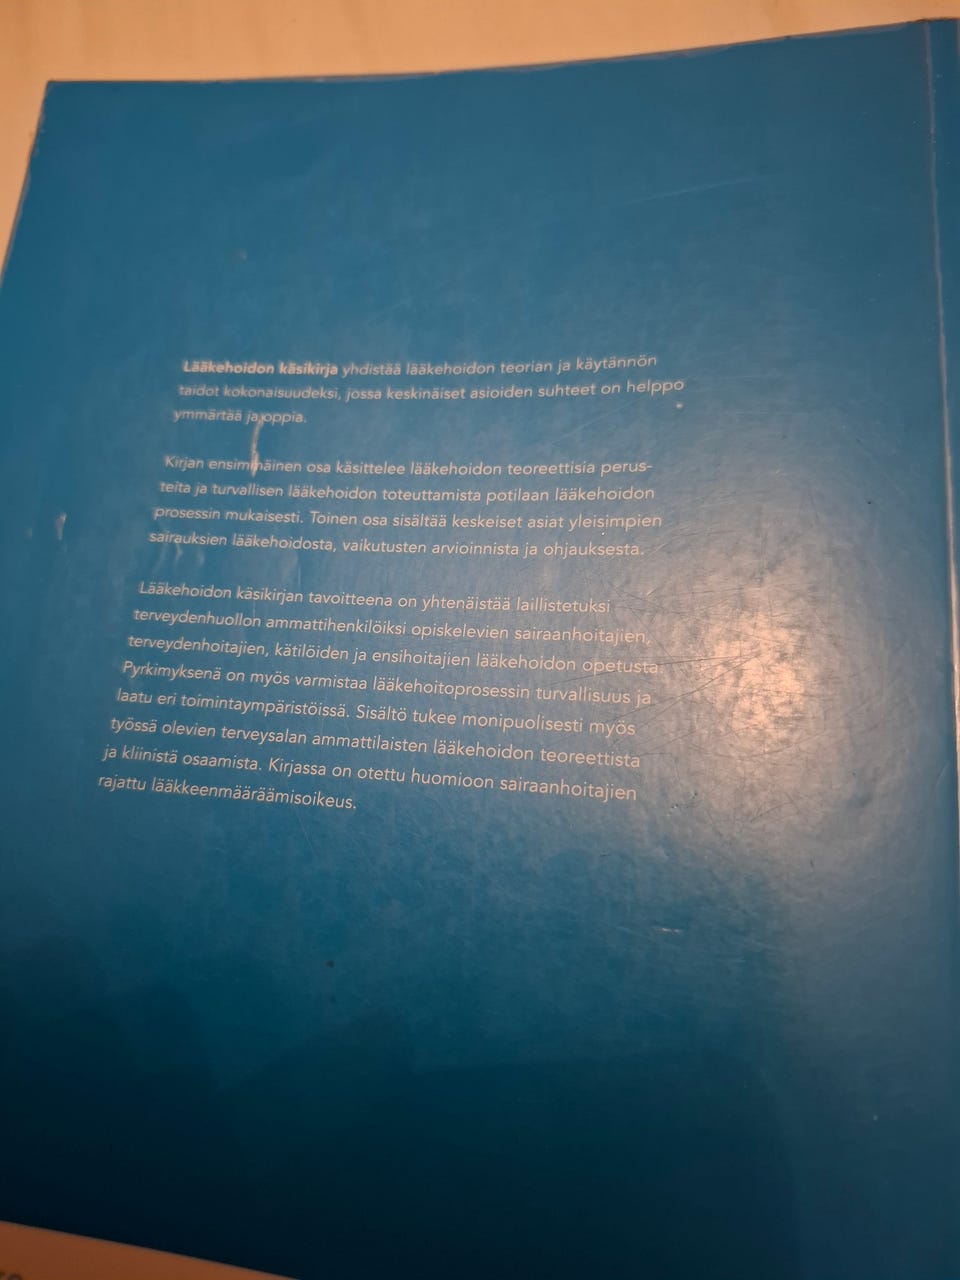 Lääkehoidon käsikirja yhdistää lääkehoidon teorian ja käytännön
taidot kokonaisuudeksi, jossa keskinäiset asioiden suhteet on helppo
ymmärtää ja oppia.
Kirjan ensimmäinen osa käsittelee lääkehoidon teoreettisia perus-
teita ja turvallisen lääkehoidon toteuttamista potilaan lääkehoidon
prosessin mukaisesti. Toinen osa sisältää keskeiset asiat yleisimpien
sairauksien lääkehoidosta, vaikutusten arvioinnista ja ohjauksesta.
Lääkehoidon käsikirjan tavoitteena on yhtenäistää laillistetuksi
terveydenhuollon ammattihenkilöiksi opiskelevien sairaanhoitajien,
terveydenhoitajien, kätilöiden ja ensihoitajien lääkehoidon opetusta.
Pyrkimyksenä on myös varmistaa lääkehoitoprosessin turvallisuus ja
laatu eri toimintaympäristöissä. Sisältö tukee monipuolisesti myös
työssä olevien terveysalan ammattilaisten lääkehoidon teoreettista
ja kliinistä osaamista. Kirjassa on otettu huomioon sairaanhoitajien
rajattu lääkkeenmääräämisoikeus.